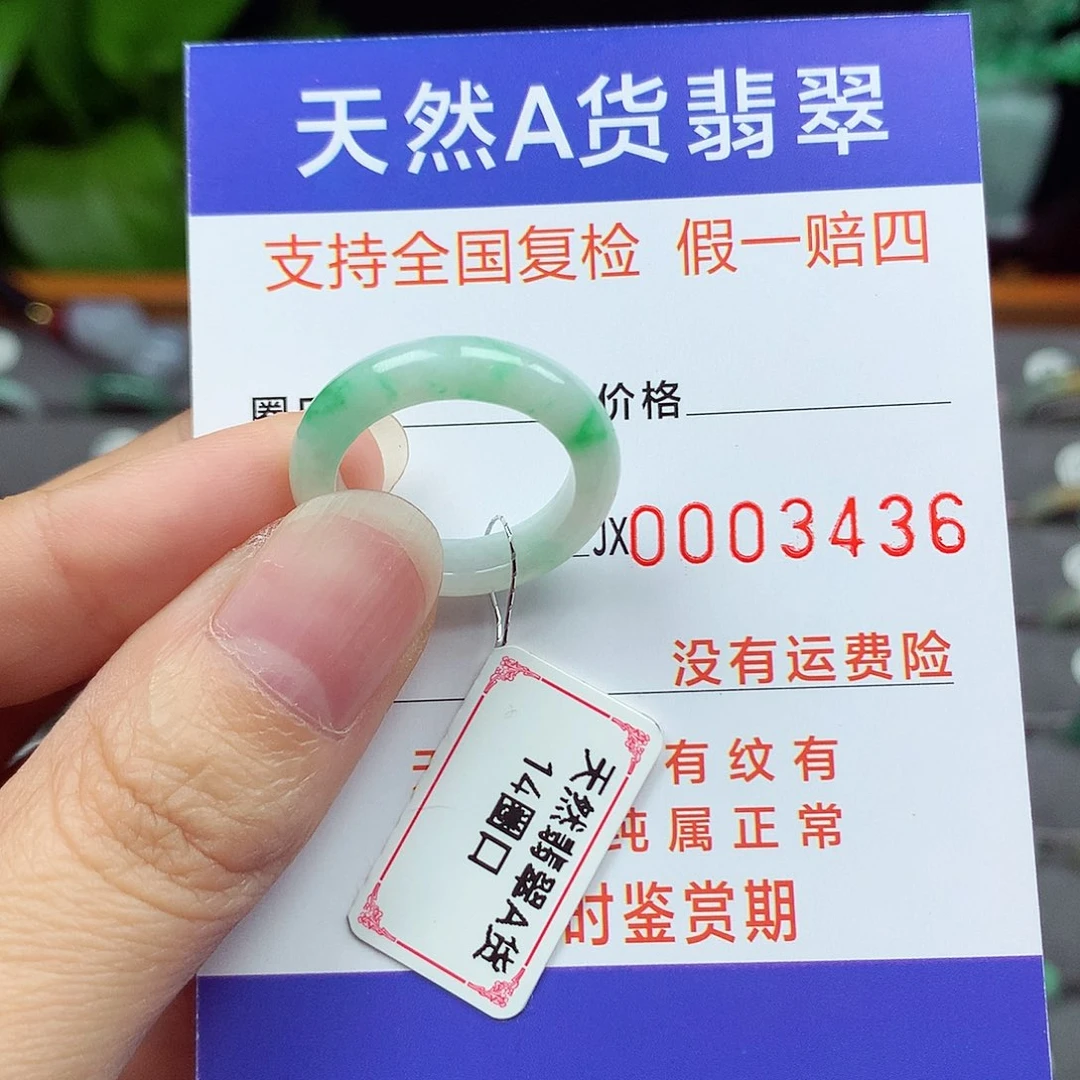 天然A货翡翠
支持全国复检 假一赔四
圈 价格
JX0003436
没有运费险
有纹有
纯属正常
时鉴赏期
天然翡翠A货
14圈口